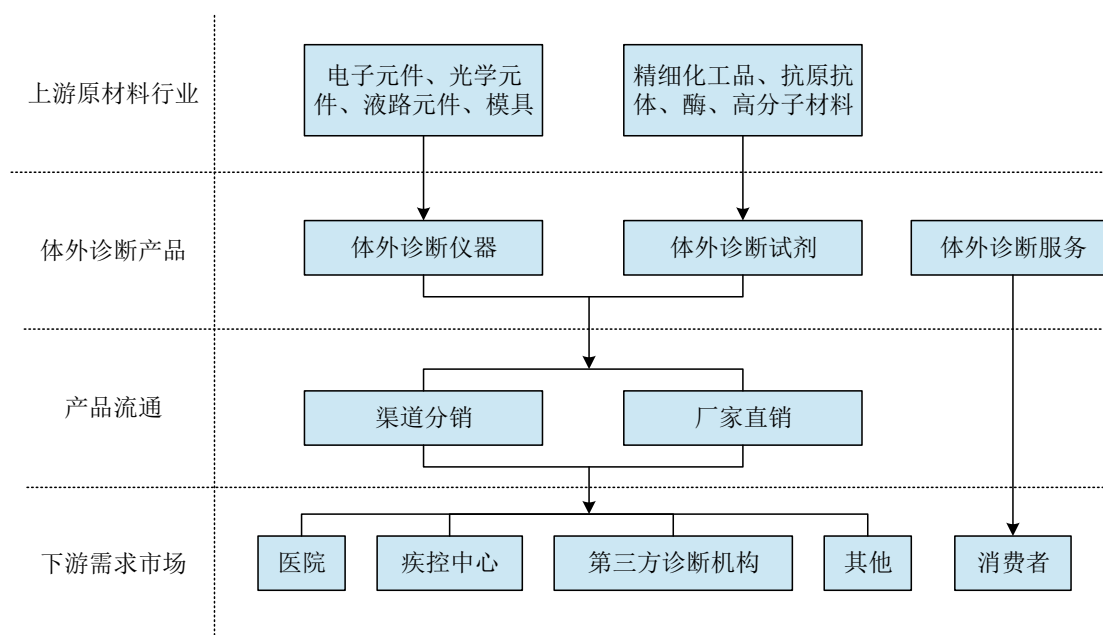 上游原材料行业
电子元件、光学元
件、液路元件、模具
精细化工品、抗原抗
体、酶、高分子材料
体外诊断产品
体外诊断仪器
体外诊断试剂
体外诊断服务
产品流通
渠道分销
厂家直销
下游需求市场
医院
疾控中心
第三方诊断机构
其他
消费者